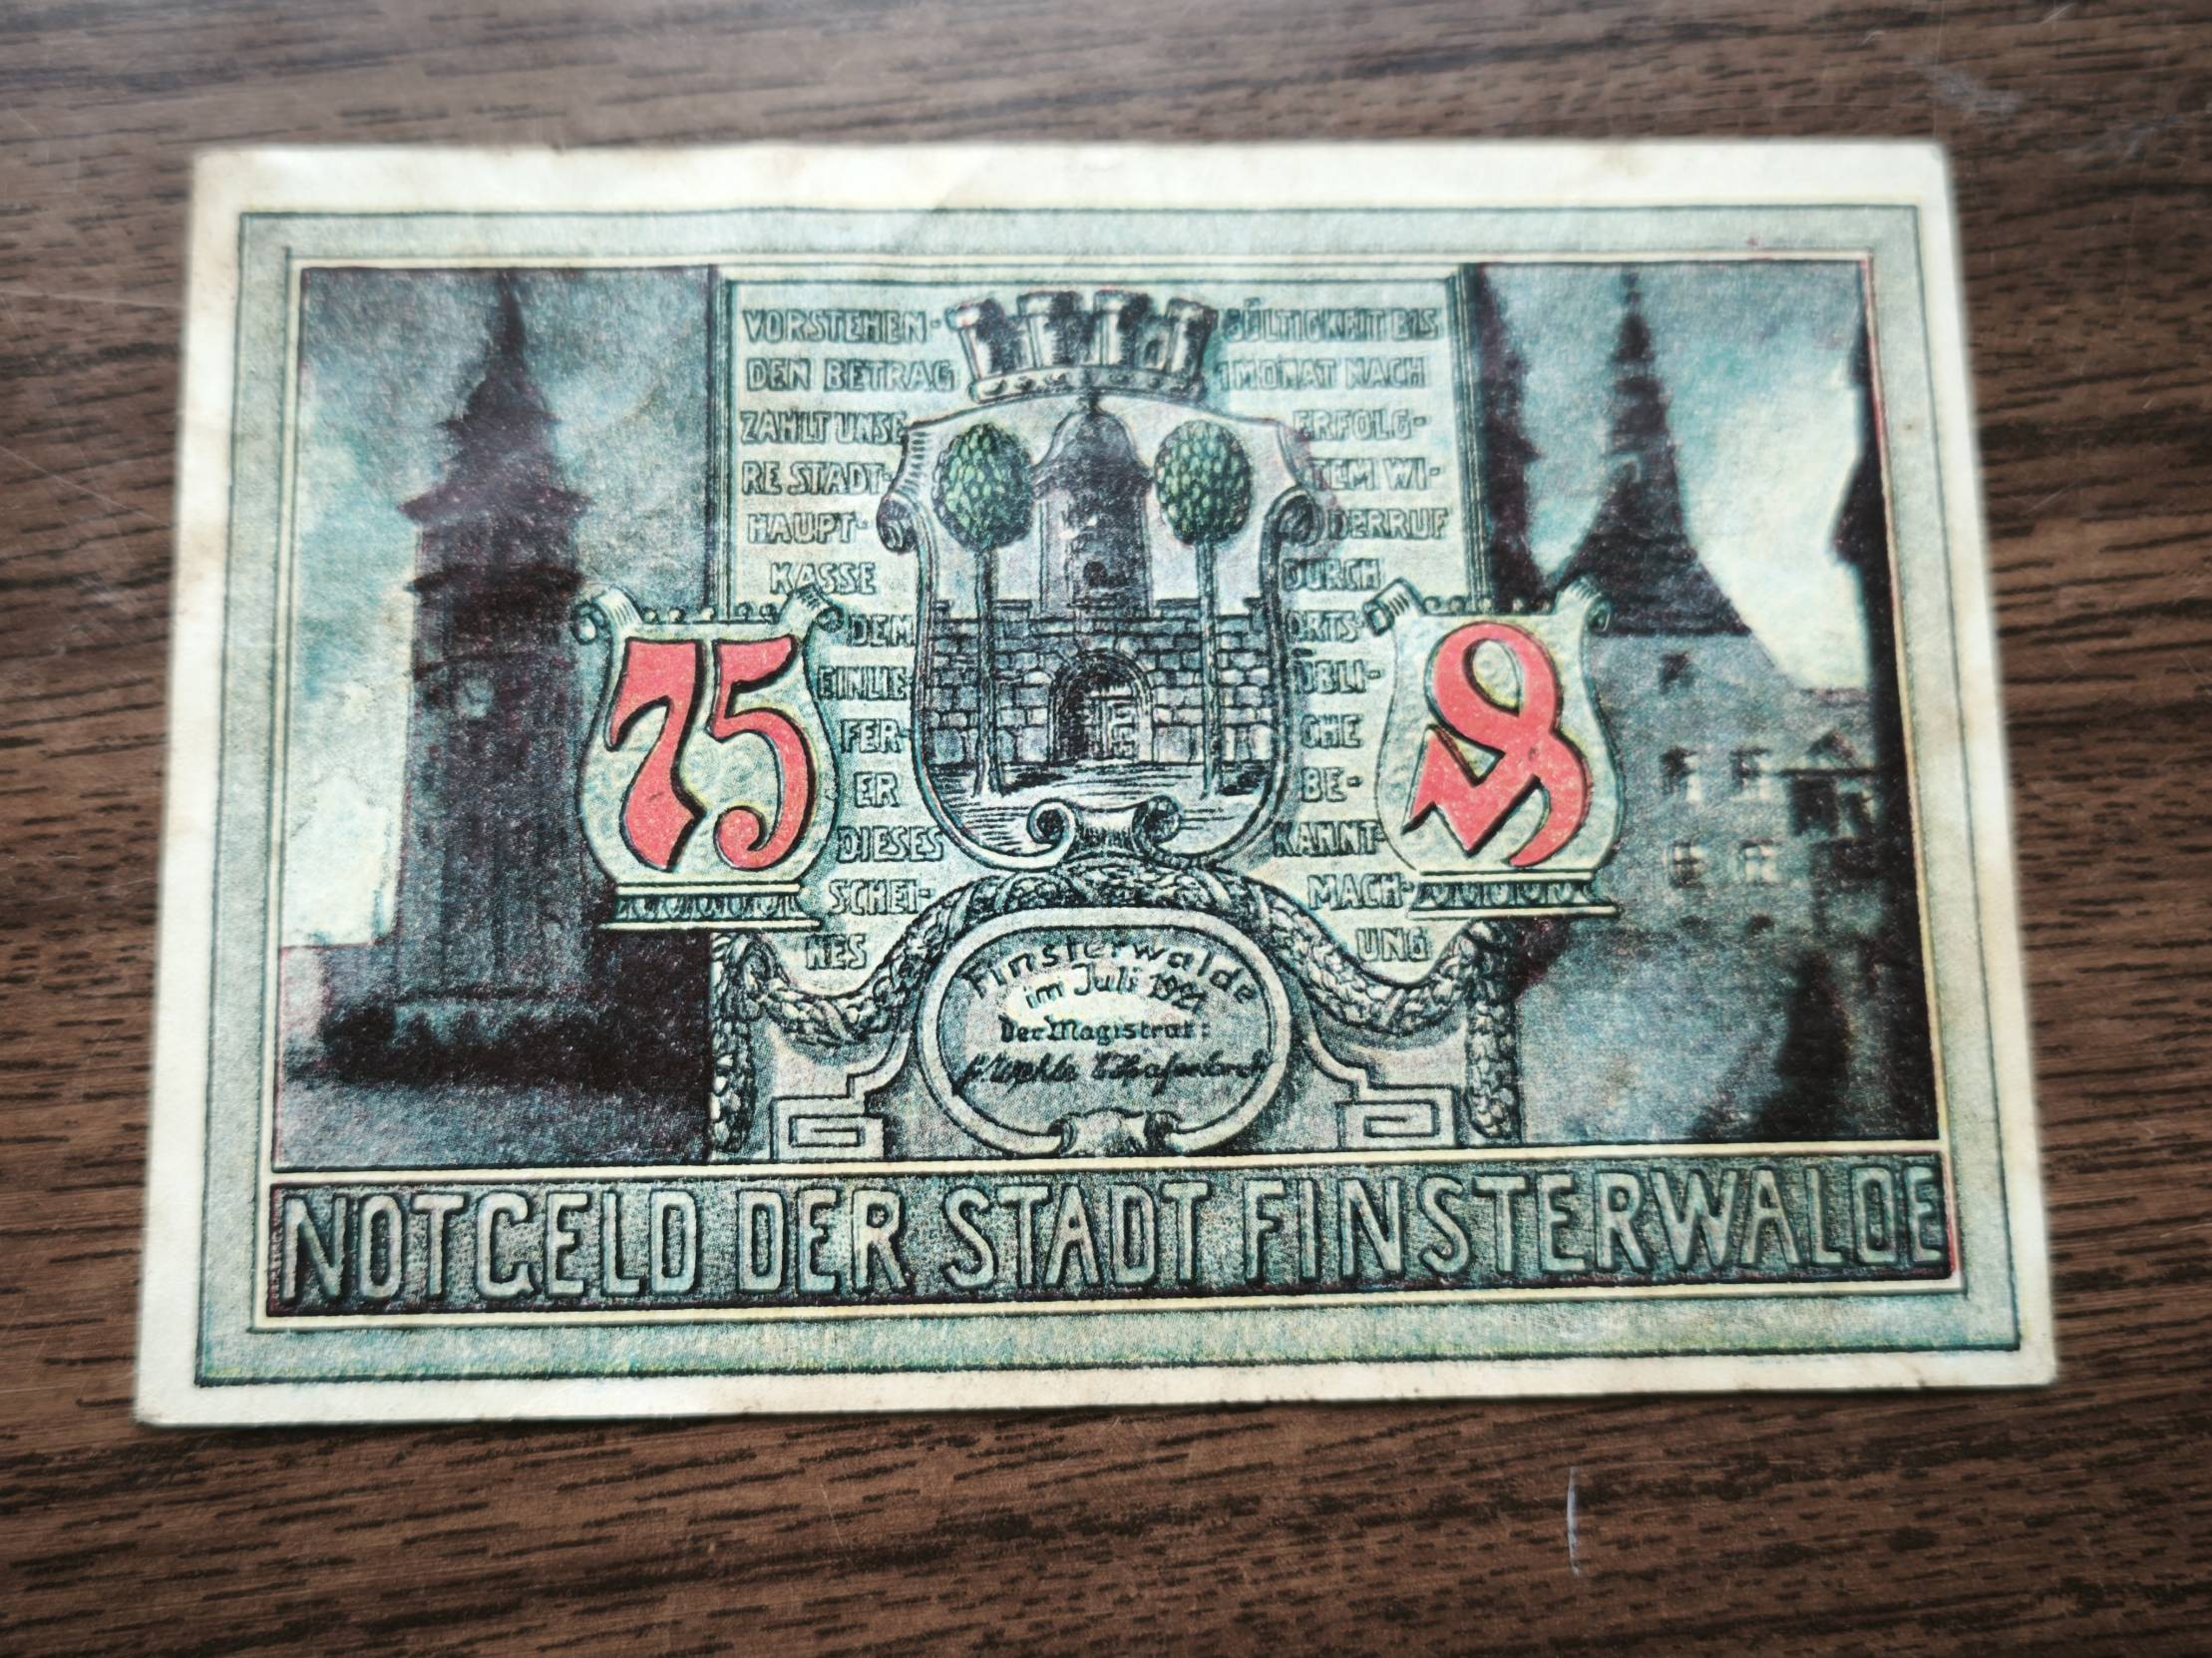 VORSTEHEN-
DEN BETRAG
ZAHLT UNSE
RE STADT-
HAUPT-
KASSE
DEM
EINLIE
FER-
ER
DIESES
SCHEI-
NES
GÜLTIGKEIT BIS
1 MONAT NACH
ERFOLG-
TEM WI-
DERRUF
DURCH
ORTS-
ÜBLI-
CHE
BE-
KANNT-
MACH-
UNG
75
₰
Finsterwalde
im Juli 1921
Der Magistrat:
NOTGELD DER STADT FINSTERWALDE